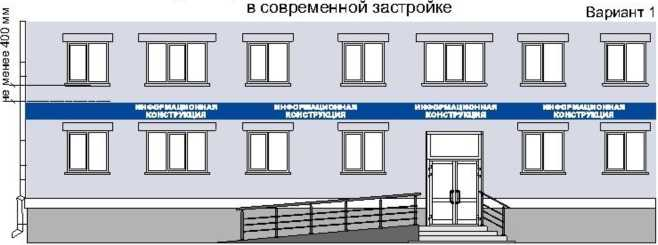 в современной застройке
Вариант 1
не менее 400 мм
ИНФОРМАЦИОННАЯ
КОНСТРУКЦИЯ
ИНФОРМАЦИОННАЯ
КОНСТРУКЦИЯ
ИНФОРМАЦИОННАЯ
КОНСТРУКЦИЯ
ИНФОРМАЦИОННАЯ
КОНСТРУКЦИЯ